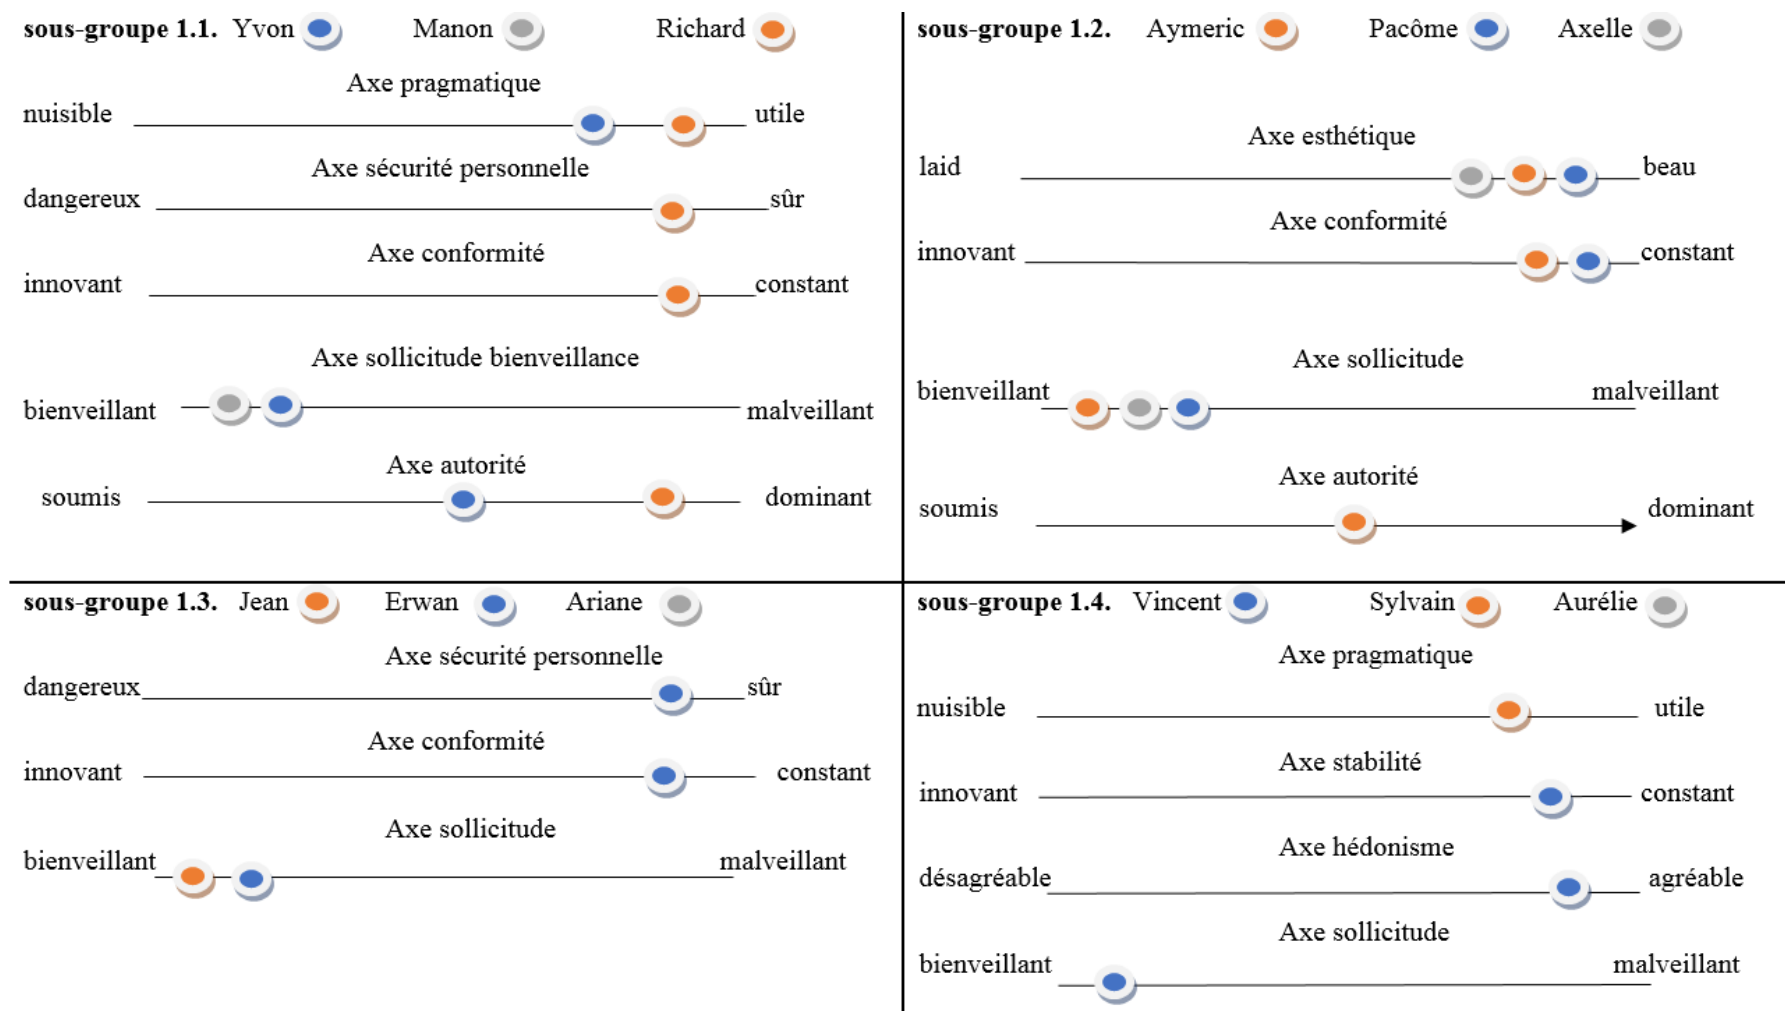 sous-groupe 1.1. Yvon Manon Richard
Axe pragmatique
nuisible utile
Axe sécurité personnelle
dangereux sûr
Axe conformité
innovant constant
Axe sollicitude bienveillance
bienveillant malveillant
Axe autorité
soumis dominant
sous-groupe 1.2. Aymeric Pacôme Axelle
Axe esthétique
laid beau
Axe conformité
innovant constant
Axe sollicitude
bienveillant malveillant
Axe autorité
soumis dominant
sous-groupe 1.3. Jean Erwan Ariane
Axe sécurité personnelle
dangereux sûr
Axe conformité
innovant constant
Axe sollicitude
bienveillant malveillant
sous-groupe 1.4. Vincent Sylvain Aurélie
Axe pragmatique
nuisible utile
Axe stabilité
innovant constant
Axe hédonisme
désagréable agréable
Axe sollicitude
bienveillant malveillant